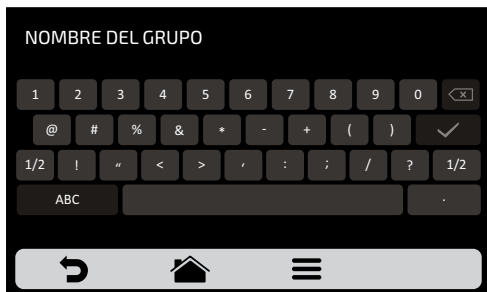 NOMBRE DEL GRUPO
1 2 3 4 5 6 7 8 9 0
@ # % & * - + ( )
1/2 ! “ < > ‘ : ; / ? 1/2
ABC .